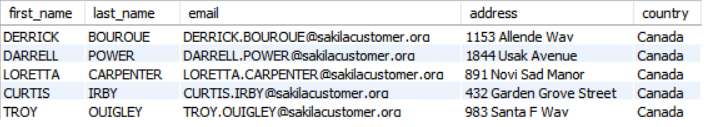 first_name last_name email address country
DERRICK BOURQUE DERRICK.BOURQUE@sakilacustomer.org 1153 Allende Way Canada
DARRELL POWER DARRELL.POWER@sakilacustomer.org 1844 Usak Avenue Canada
LORETTA CARPENTER LORETTA.CARPENTER@sakilacustomer.org 891 Novi Sad Manor Canada
CURTIS IRBY CURTIS.IRBY@sakilacustomer.org 432 Garden Grove Street Canada
TROY QUIGLEY TROY.QUIGLEY@sakilacustomer.org 983 Santa F Way Canada